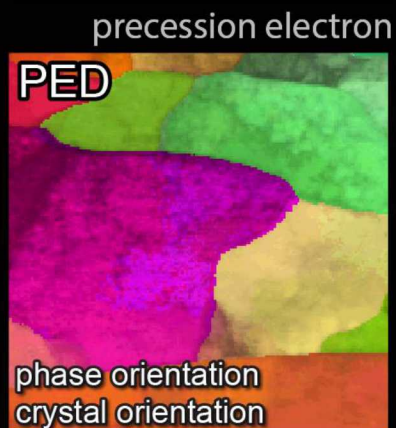 precession electron
PED
phase orientation
crystal orientation